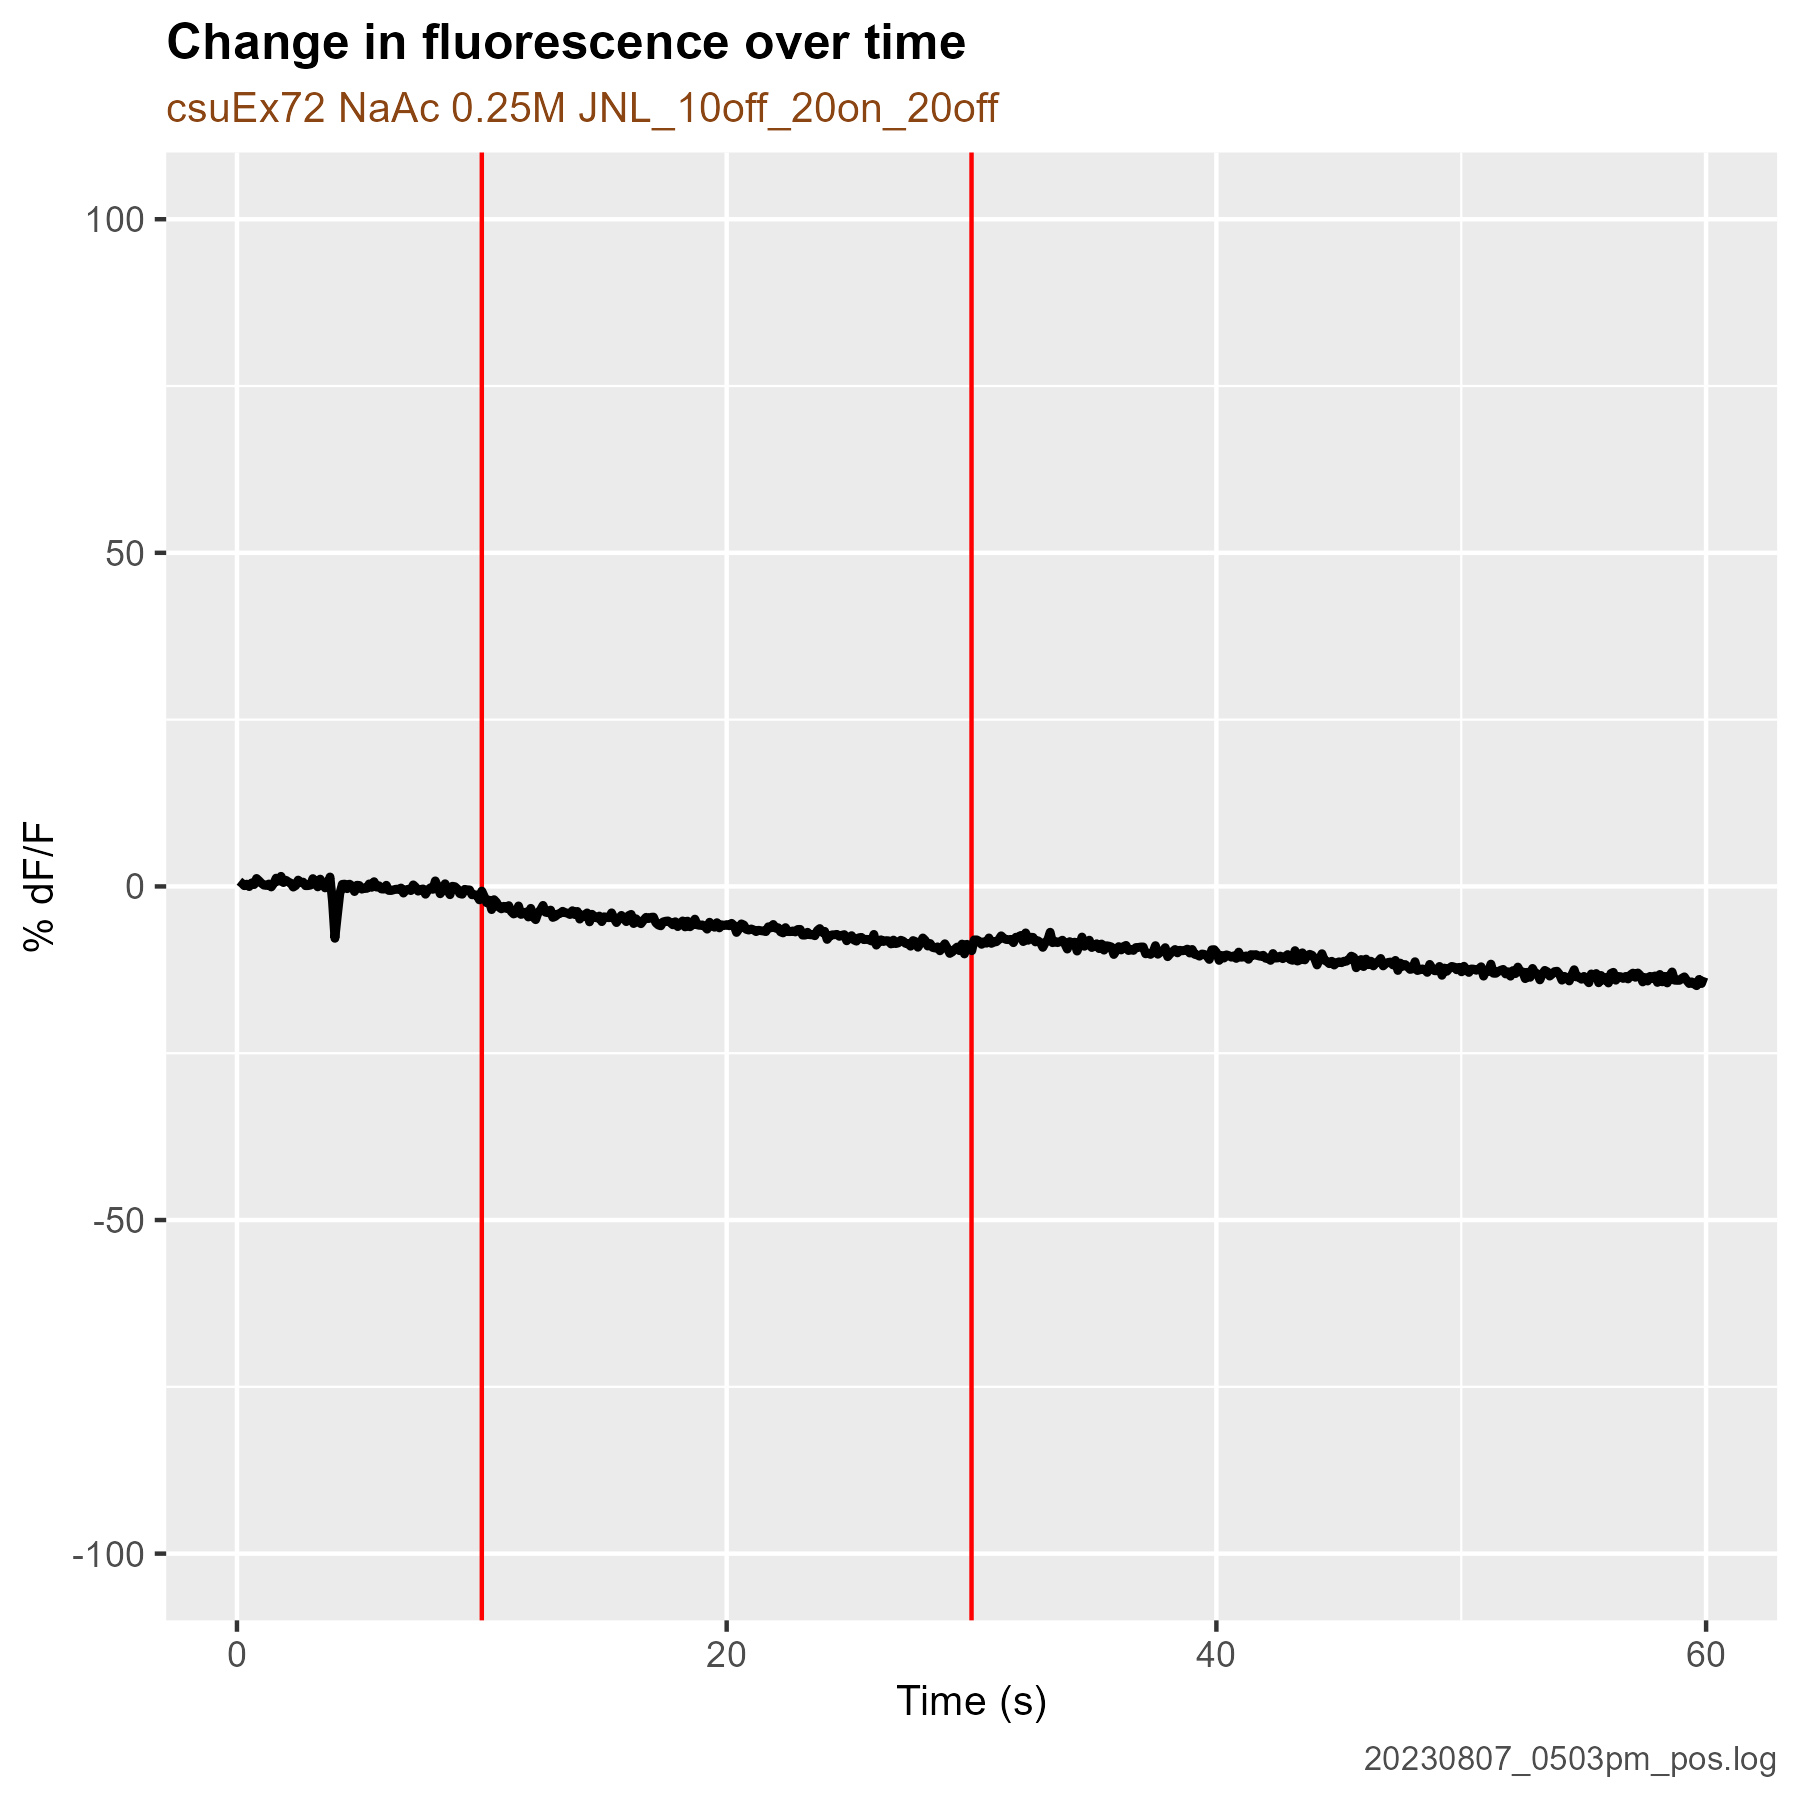 Change in fluorescence over time
csuEx72 NaAc 0.25M JNL_10off_20on_20off
100
50
0
-50
-100
% dF/F
0 20 40 60
Time (s)
20230807_0503pm_pos.log